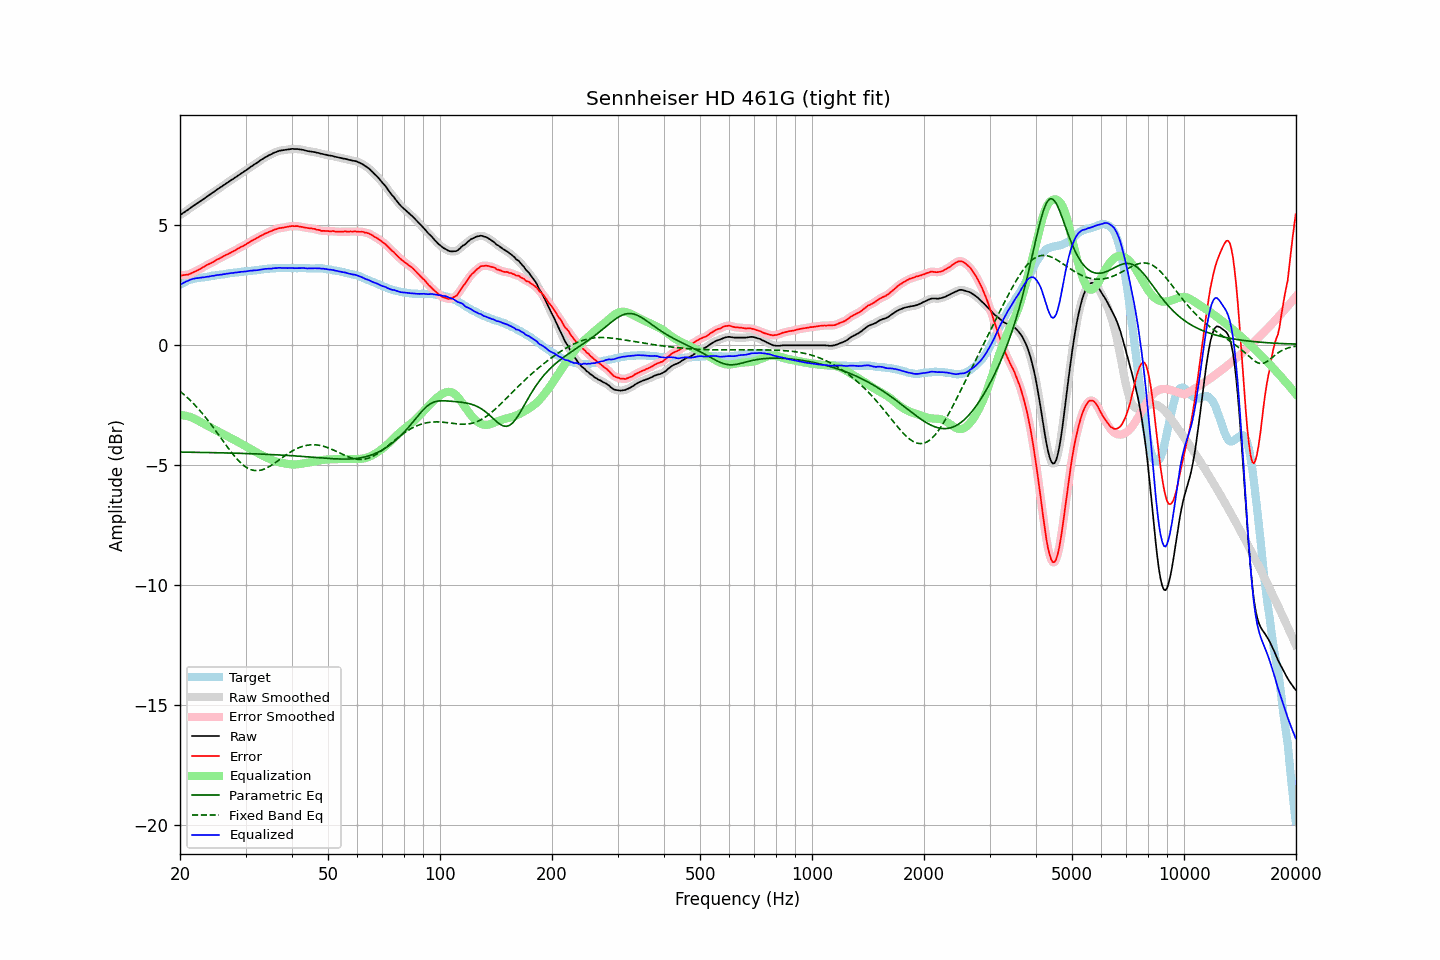 Sennheiser HD 461G (tight fit)
Amplitude (dBr)
5
0
−5
−10
−15
−20
Target
Raw Smoothed
Error Smoothed
Raw
Error
Equalization
Parametric Eq
Fixed Band Eq
Equalized
20 50 100 200 500 1000 2000 5000 10000 20000
Frequency (Hz)